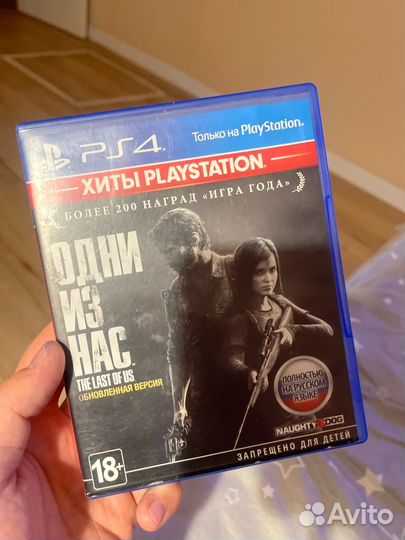 PS4
Только на PlayStation.
ХИТЫ PLAYSTATION.
БОЛЕЕ 200 НАГРАД «ИГРА ГОДА»
ОДНИ
ИЗ
НАС
THE LAST OF US
ОБНОВЛЕННАЯ ВЕРСИЯ
ПОЛНОСТЬЮ
НА РУССКОМ
ЯЗЫКЕ
NAUGHTY DOG
18+
ЗАПРЕЩЕНО ДЛЯ ДЕТЕЙ
Avito